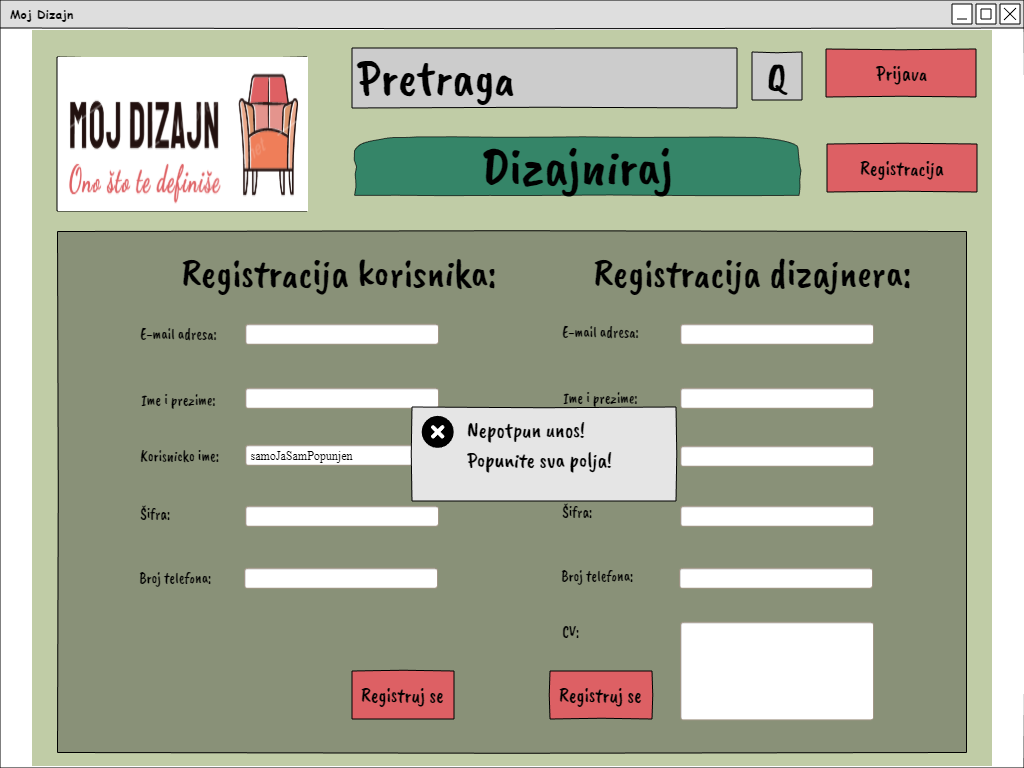 Moj Dizajn
MOJ DIZAJN
Ono što te definiše
Pretraga
Q
Prijava
Dizajniraj
Registracija
Registracija korisnika:
E-mail adresa:
Ime i prezime:
Korisnicko ime:
samoJaSamPopunjen
Šifra:
Broj telefona:
Registruj se
Registracija dizajnera:
E-mail adresa:
Ime i prezime:
Šifra:
Broj telefona:
CV:
Registruj se
Nepotpun unos!
Popunite sva polja!